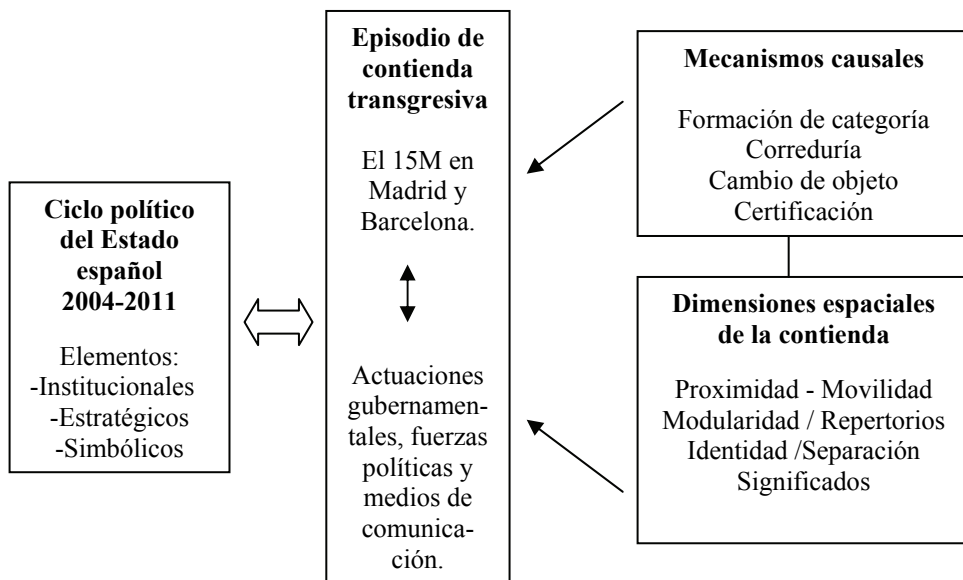 Ciclo político
del Estado
español
2004-2011
Elementos:
-Institucionales
-Estratégicos
-Simbólicos
Episodio de
contienda
transgresiva
El 15M en
Madrid y
Barcelona.
Actuaciones
gubernamen-
tales, fuerzas
políticas y
medios de
comunica-
ción.
Mecanismos causales
Formación de categoría
Correduría
Cambio de objeto
Certificación
Dimensiones espaciales
de la contienda
Proximidad - Movilidad
Modularidad / Repertorios
Identidad /Separación
Significados